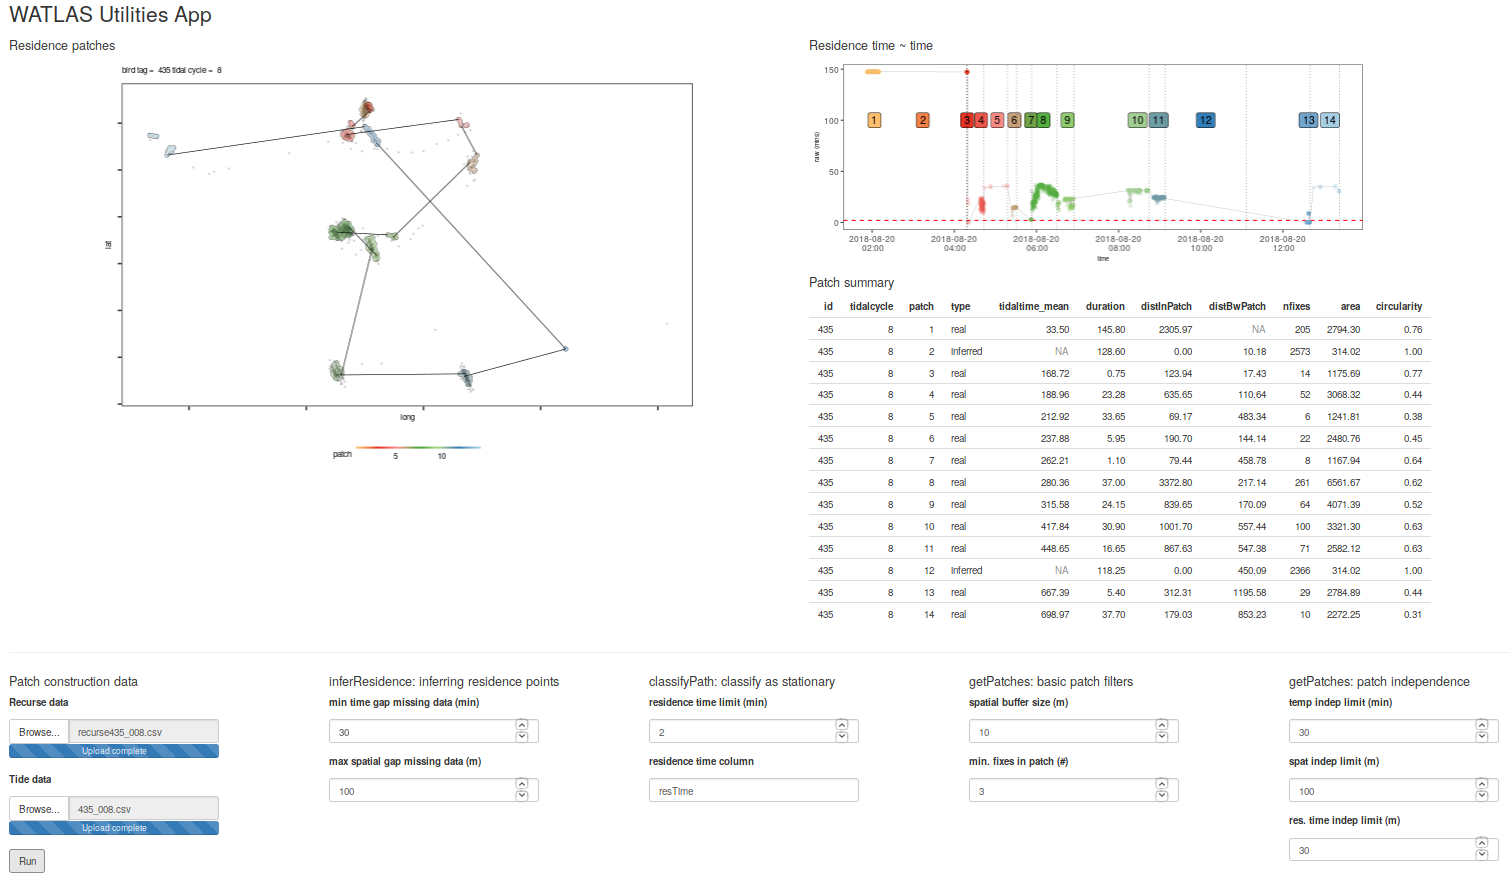 WATLAS Utilities App
Residence patches
bird tag = 435 tidal cycle = 8
lat
long
patch
5 10
Residence time ~ time
raw (mins)
150
100
50
0
1 2 3 4 5 6 7 8 9 10 11 12 13 14
2018-08-20 2018-08-20 2018-08-20 2018-08-20 2018-08-20 2018-08-20
02:00 04:00 06:00 08:00 10:00 12:00
time
Patch summary
id tidalcycle patch type tidaltime_mean duration distInPatch distBwPatch nfixes area circularity
435 8 1 real 33.50 145.80 2305.97 NA 205 2794.30 0.76
435 8 2 Inferred NA 128.60 0.00 10.18 2573 314.02 1.00
435 8 3 real 168.72 0.75 123.94 17.43 14 1175.69 0.77
435 8 4 real 188.96 23.28 635.65 110.64 52 3068.32 0.44
435 8 5 real 212.92 33.65 69.17 483.34 6 1241.81 0.38
435 8 6 real 237.88 5.95 190.70 144.14 22 2480.76 0.45
435 8 7 real 262.21 1.10 79.44 458.78 8 1167.94 0.64
435 8 8 real 280.36 37.00 3372.80 217.14 261 6561.67 0.62
435 8 9 real 315.58 24.15 839.65 170.09 64 4071.39 0.52
435 8 10 real 417.84 30.90 1001.70 557.44 100 3321.30 0.63
435 8 11 real 448.65 16.65 867.63 547.38 71 2582.12 0.63
435 8 12 Inferred NA 118.25 0.00 450.09 2366 314.02 1.00
435 8 13 real 667.39 5.40 312.31 1195.58 29 2784.89 0.44
435 8 14 real 698.97 37.70 179.03 853.23 10 2272.25 0.31
Patch construction data
Recurse data
Browse... recurse435_008.csv
Upload complete
Tide data
Browse... 435_008.csv
Upload complete
Run
inferResidence: inferring residence points
min time gap missing data (min)
30
max spatial gap missing data (m)
100
classifyPath: classify as stationary
residence time limit (min)
2
residence time column
resTime
getPatches: basic patch filters
spatial buffer size (m)
10
min. fixes in patch (#)
3
getPatches: patch independence
temp indep limit (min)
30
spat indep limit (m)
100
res. time indep limit (m)
30